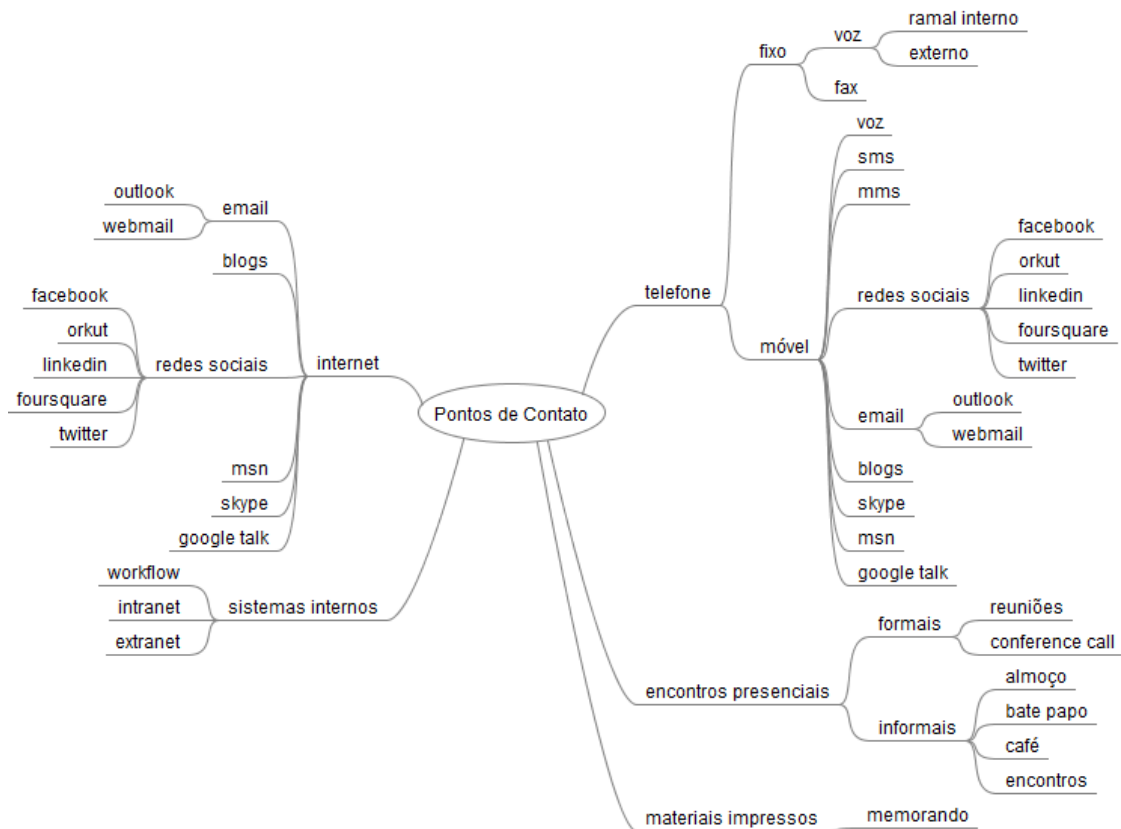 Pontos de Contato
telefone
fixo
voz
ramal interno
externo
fax
móvel
voz
sms
mms
redes sociais
facebook
orkut
linkedin
foursquare
twitter
email
outlook
webmail
blogs
skype
msn
google talk
encontros presenciais
formais
reuniões
conference call
informais
almoço
bate papo
café
encontros
materiais impressos
memorando
internet
email
outlook
webmail
blogs
redes sociais
facebook
orkut
linkedin
foursquare
twitter
msn
skype
google talk
sistemas internos
workflow
intranet
extranet